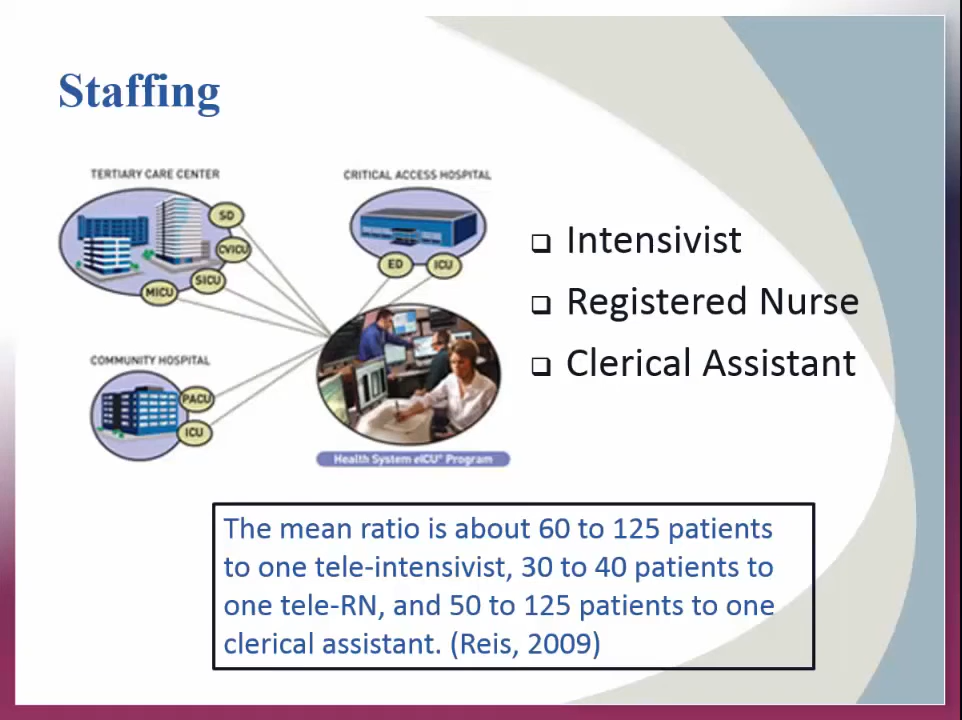 Staffing
TERTIARY CARE CENTER
CRITICAL ACCESS HOSPITAL
SD
CVICU
SICU
MICU
ED
ICU
COMMUNITY HOSPITAL
PACU
ICU
Health System eICU® Program
Intensivist
Registered Nurse
Clerical Assistant
The mean ratio is about 60 to 125 patients
to one tele-intensivist, 30 to 40 patients to
one tele-RN, and 50 to 125 patients to one
clerical assistant. (Reis, 2009)